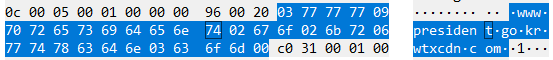 0c 00 05 00 01 00 00 00 96 00 20 03 77 77 77 09 ........ .. .www.
70 72 65 73 69 64 65 6e 74 02 67 6f 02 6b 72 06 presiden t.go.kr.
77 74 78 63 64 6e 03 63 6f 6d 00 c0 31 00 01 00 wtxcdn.c om..1...